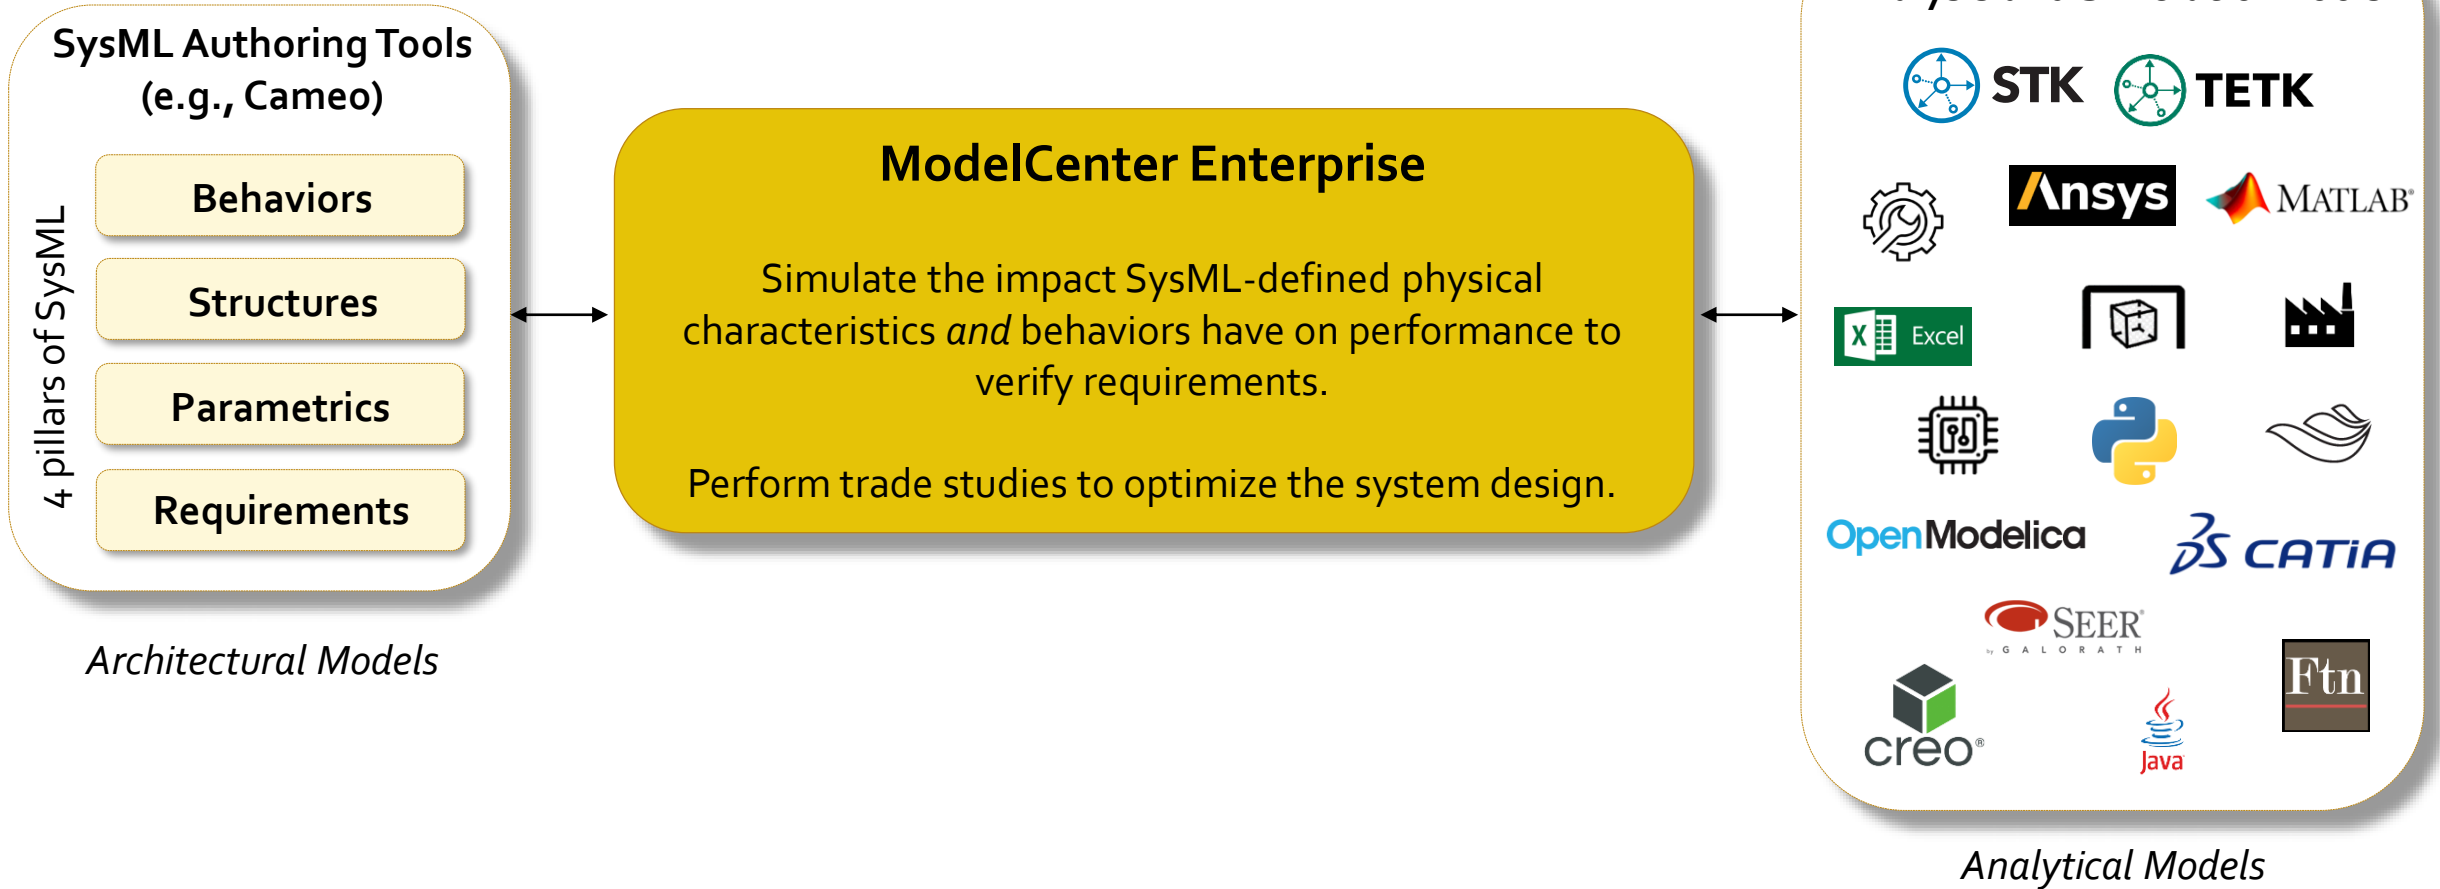 SysML Authoring Tools
(e.g., Cameo)
4 pillars of SysML
Behaviors
Structures
Parametrics
Requirements
Architectural Models
ModelCenter Enterprise
Simulate the impact SysML-defined physical
characteristics and behaviors have on performance to
verify requirements.
Perform trade studies to optimize the system design.
STK
TETK
Ansys
MATLAB®
X Excel
OpenModelica
3S CATIA
SEER®
by GALORATH
Ftn
creo®
Java
Analytical Models